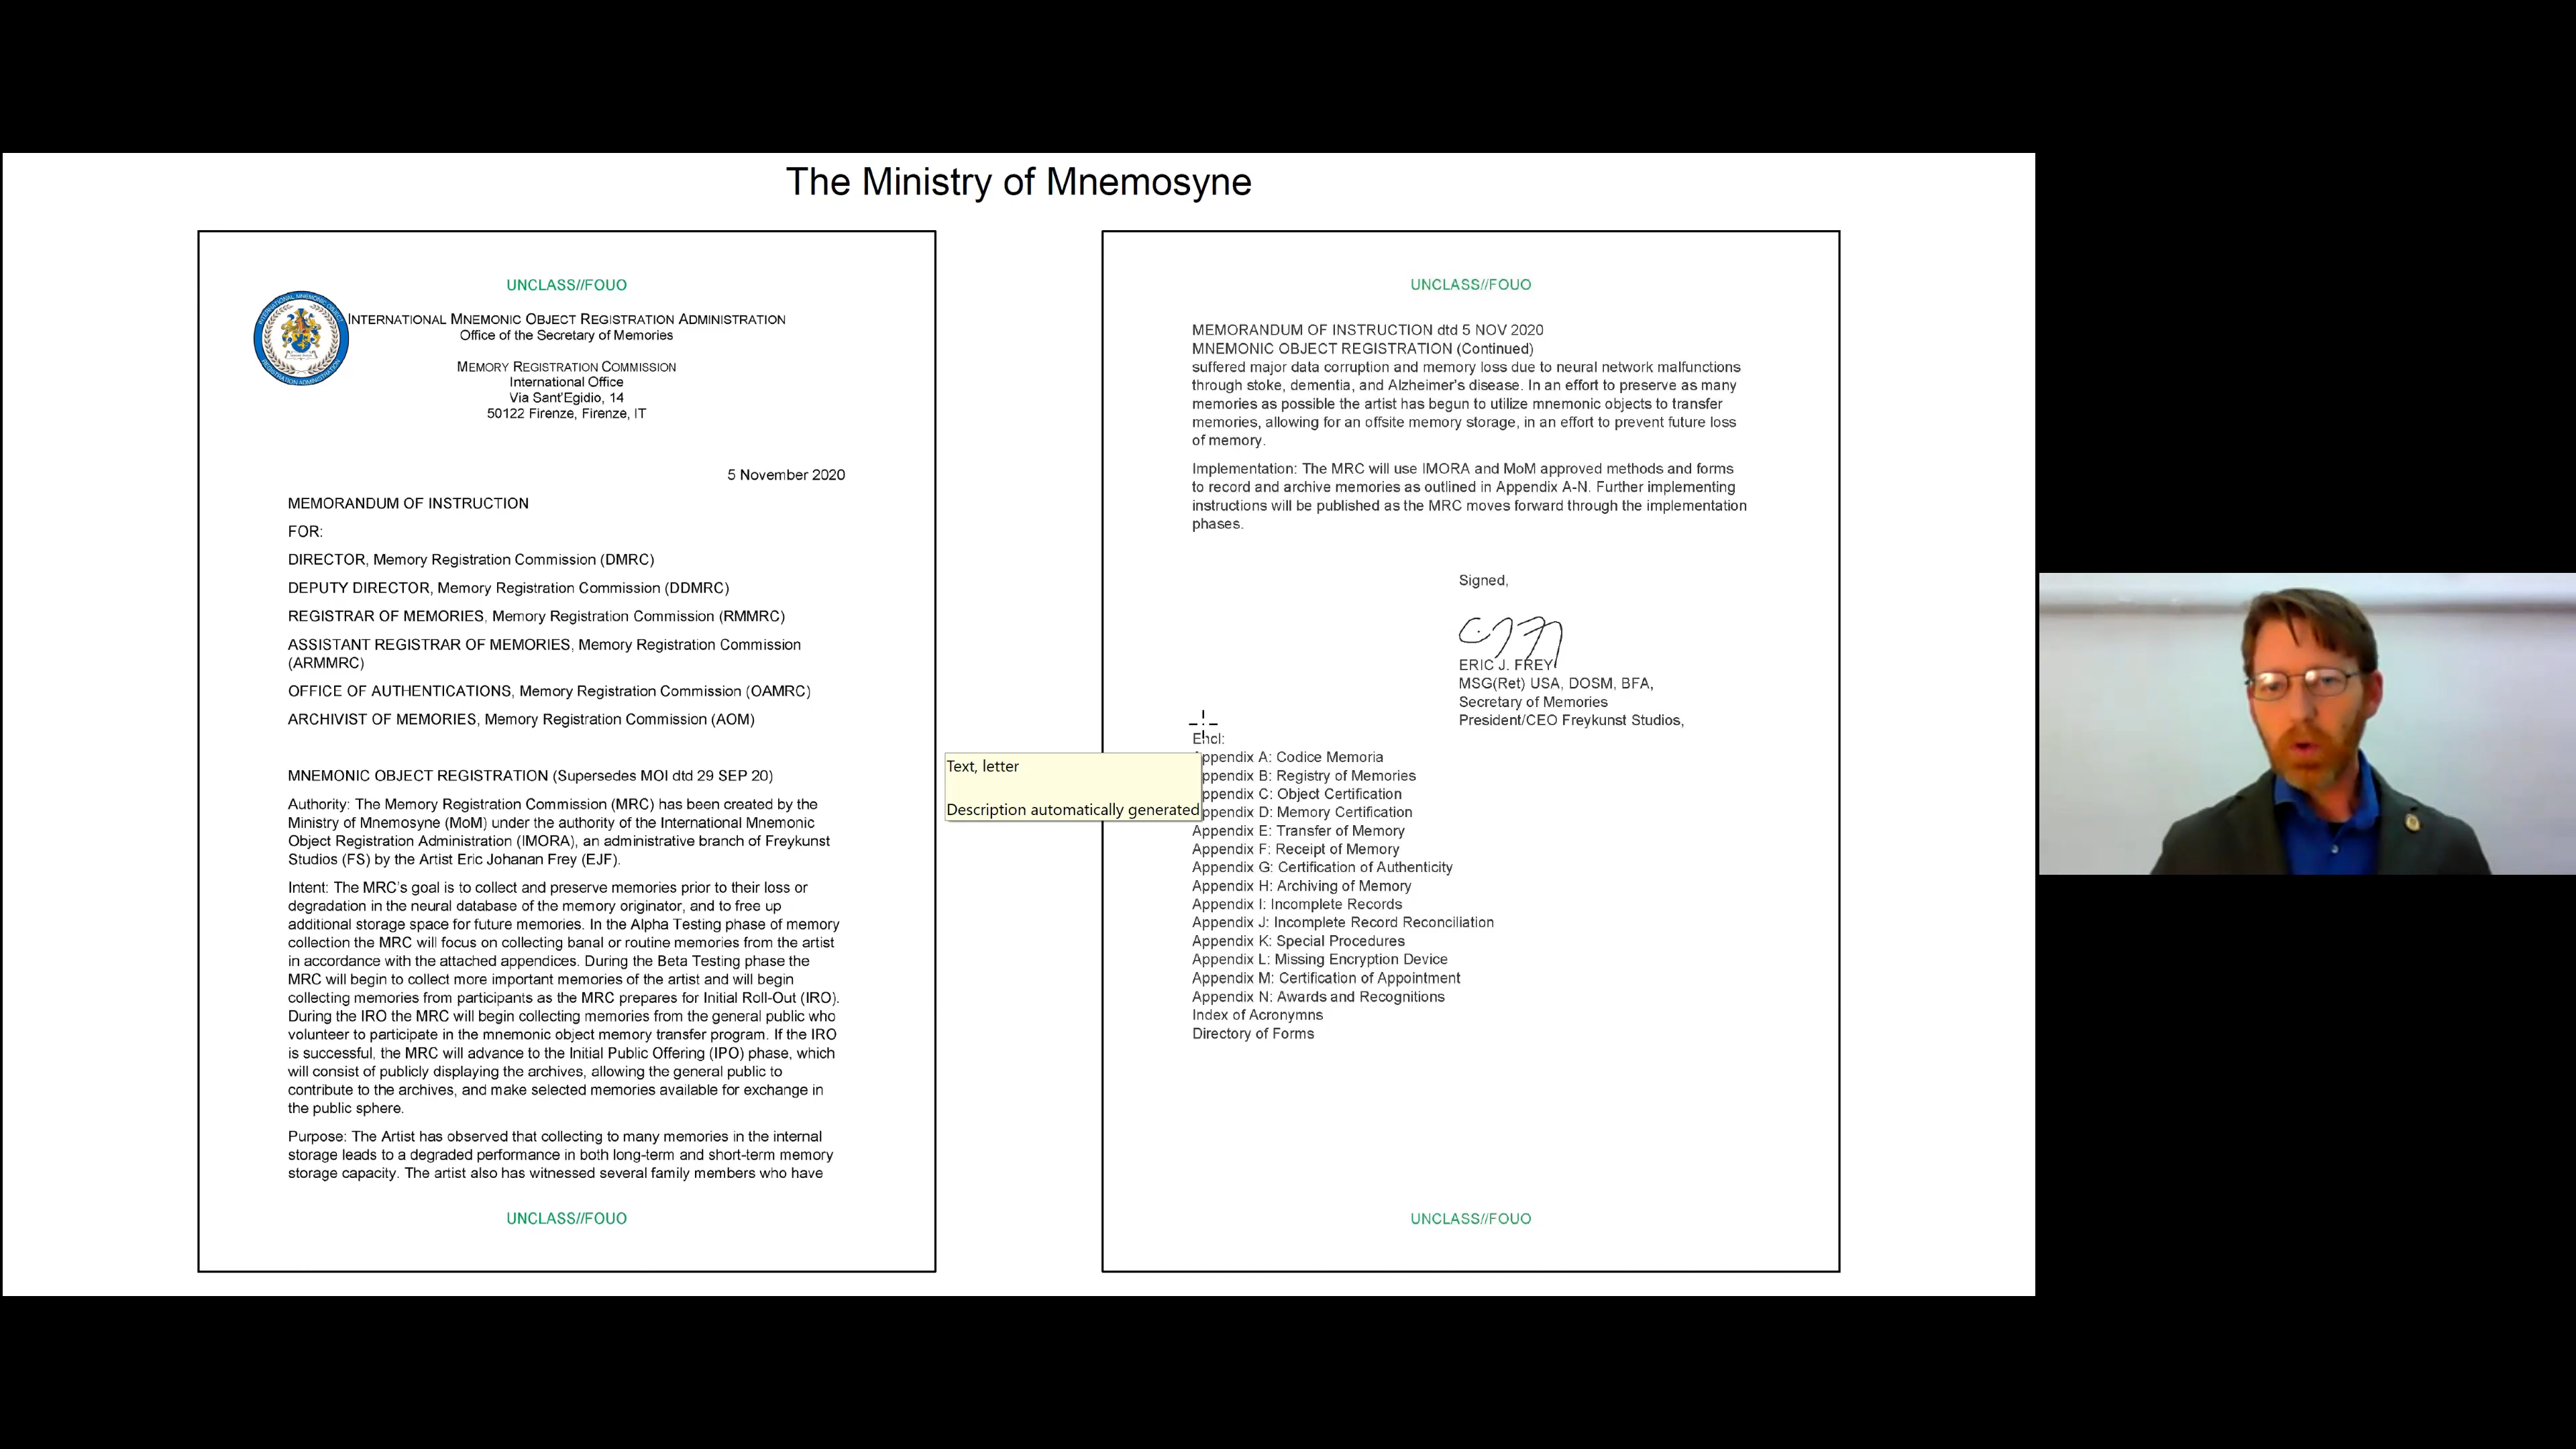 The Ministry of Mnemosyne
UNCLASS//FOUO
INTERNATIONAL MNEMONIC OBJECT REGISTRATION ADMINISTRATION
Office of the Secretary of Memories
MEMORY REGISTRATION COMMISSION
International Office
Via Sant'Egidio, 14
50122 Firenze, Firenze, IT
5 November 2020
MEMORANDUM OF INSTRUCTION
FOR:
DIRECTOR, Memory Registration Commission (DMRC)
DEPUTY DIRECTOR, Memory Registration Commission (DDMRC)
REGISTRAR OF MEMORIES, Memory Registration Commission (RMMRC)
ASSISTANT REGISTRAR OF MEMORIES, Memory Registration Commission
(ARMMRC)
OFFICE OF AUTHENTICATIONS, Memory Registration Commission (OAMRC)
ARCHIVIST OF MEMORIES, Memory Registration Commission (AOM)
MNEMONIC OBJECT REGISTRATION (Supersedes MOI dtd 29 SEP 20)
Authority: The Memory Registration Commission (MRC) has been created by the
Ministry of Mnemosyne (MoM) under the authority of the International Mnemonic
Object Registration Administration (IMORA), an administrative branch of Freykunst
Studios (FS) by the Artist Eric Johanan Frey (EJF).
Intent: The MRC's goal is to collect and preserve memories prior to their loss or
degradation in the neural database of the memory originator, and to free up
additional storage space for future memories. In the Alpha Testing phase of memory
collection the MRC will focus on collecting banal or routine memories from the artist
in accordance with the attached appendices. During the Beta Testing phase the
MRC will begin to collect more important memories of the artist and will begin
collecting memories from participants as the MRC prepares for Initial Roll-Out (IRO).
During the IRO the MRC will begin collecting memories from the general public who
volunteer to participate in the mnemonic object memory transfer program. If the IRO
is successful, the MRC will advance to the Initial Public Offering (IPO) phase, which
will consist of publicly displaying the archives, allowing the general public to
contribute to the archives, and make selected memories available for exchange in
the public sphere.
Purpose: The Artist has observed that collecting to many memories in the internal
storage leads to a degraded performance in both long-term and short-term memory
storage capacity. The artist also has witnessed several family members who have
UNCLASS//FOUO
UNCLASS//FOUO
MEMORANDUM OF INSTRUCTION dtd 5 NOV 2020
MNEMONIC OBJECT REGISTRATION (Continued)
suffered major data corruption and memory loss due to neural network malfunctions
through stoke, dementia, and Alzheimer's disease. In an effort to preserve as many
memories as possible the artist has begun to utilize mnemonic objects to transfer
memories, allowing for an offsite memory storage, in an effort to prevent future loss
of memory.
Implementation: The MRC will use IMORA and MoM approved methods and forms
to record and archive memories as outlined in Appendix A-N. Further implementing
instructions will be published as the MRC moves forward through the implementation
phases.
Signed,
ERIC J. FREY
MSG(Ret) USA, DOSM, BFA,
Secretary of Memories
President/CEO Freykunst Studios,
Encl:
ppendix A: Codice Memoria
ppendix B: Registry of Memories
ppendix C: Object Certification
ppendix D: Memory Certification
Appendix E: Transfer of Memory
Appendix F: Receipt of Memory
Appendix G: Certification of Authenticity
Appendix H: Archiving of Memory
Appendix I: Incomplete Records
Appendix J: Incomplete Record Reconciliation
Appendix K: Special Procedures
Appendix L: Missing Encryption Device
Appendix M: Certification of Appointment
Appendix N: Awards and Recognitions
Index of Acronymns
Directory of Forms
UNCLASS//FOUO
Text, letter
Description automatically generated